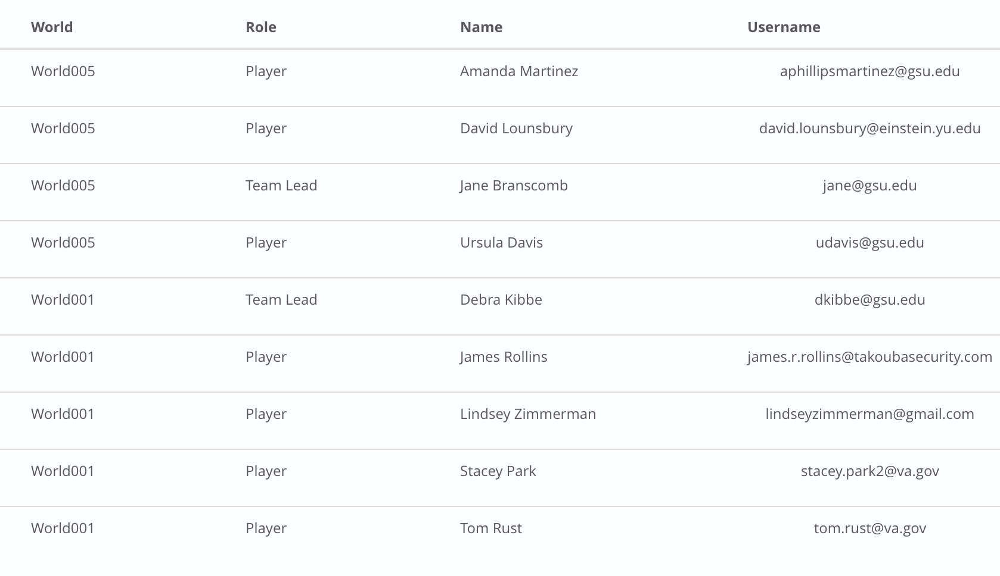 World Role Name Username
World005 Player Amanda Martinez aphillipsmartinez@gsu.edu
World005 Player David Lounsbury david.lounsbury@einstein.yu.edu
World005 Team Lead Jane Branscomb jane@gsu.edu
World005 Player Ursula Davis udavis@gsu.edu
World001 Team Lead Debra Kibbe dkibbe@gsu.edu
World001 Player James Rollins james.r.rollins@takoubasecurity.com
World001 Player Lindsey Zimmerman lindseyzimmerman@gmail.com
World001 Player Stacey Park stacey.park2@va.gov
World001 Player Tom Rust tom.rust@va.gov